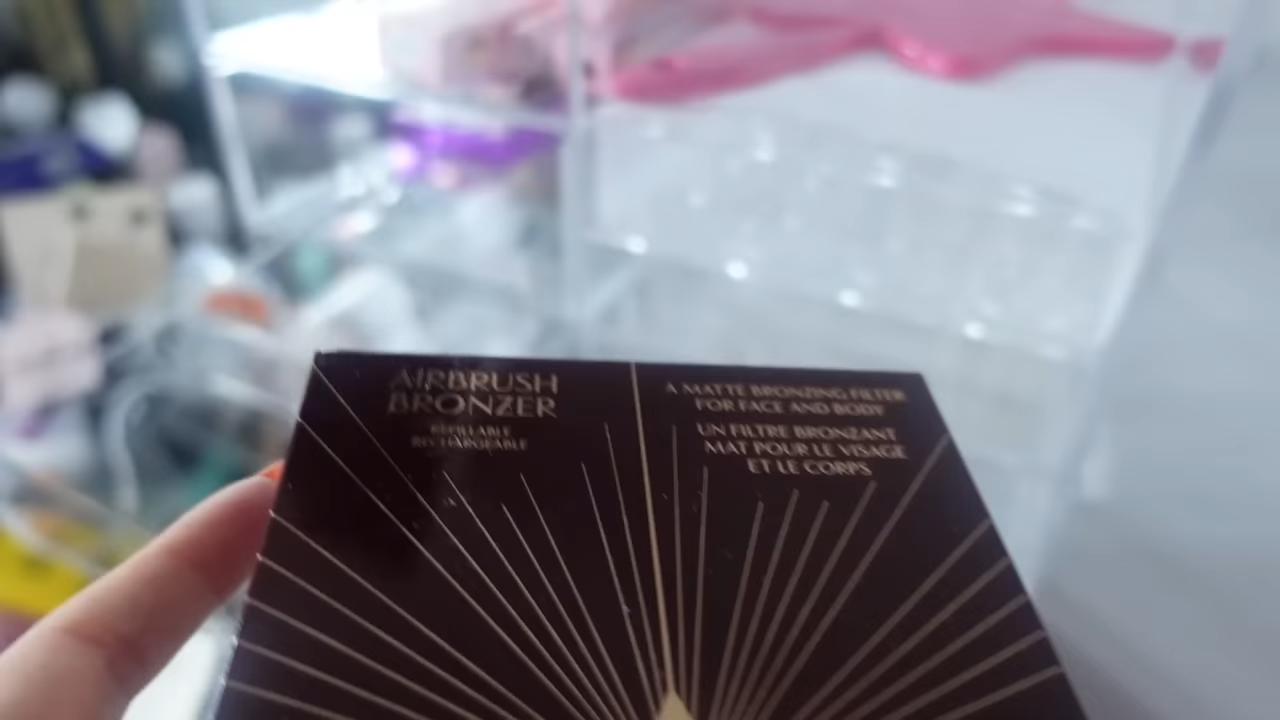 AIRBRUSH
BRONZER
REFILLABLE
RECHARGEABLE
A MATTE BRONZING FILTER
FOR FACE AND BODY
UN FILTRE BRONZANT
MAT POUR LE VISAGE
ET LE CORPS